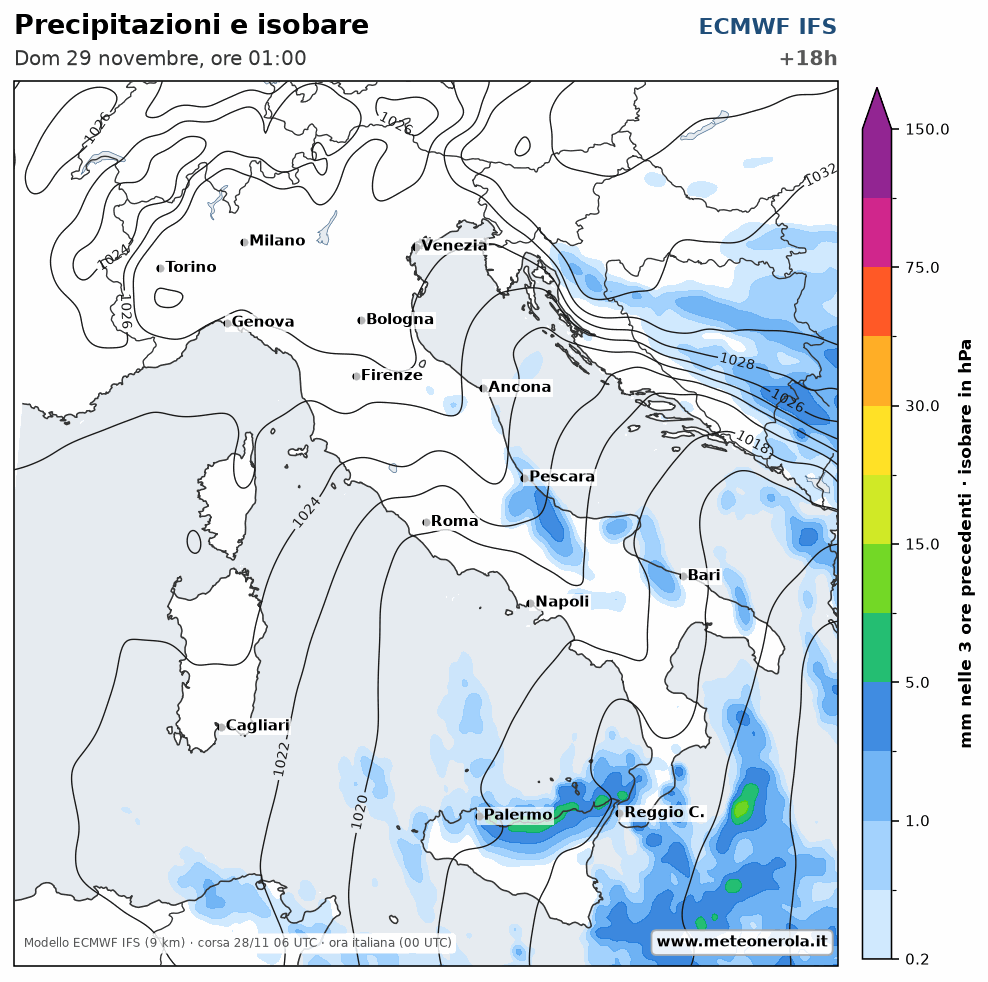 Precipitazioni e isobare
ECMWF IFS
Dom 29 novembre, ore 01:00
+18h
1026
1026
1032
1024
1026
Milano
Venezia
Torino
Genova
Bologna
Firenze
Ancona
1028
1026
1018
Pescara
1024
Roma
Bari
Napoli
Cagliari
1022
1020
Palermo
Reggio C.
150.0
75.0
30.0
15.0
5.0
1.0
0.2
mm nelle 3 ore precedenti · isobare in hPa
Modello ECMWF IFS (9 km) · corsa 28/11 06 UTC · ora italiana (00 UTC)
www.meteonerola.it